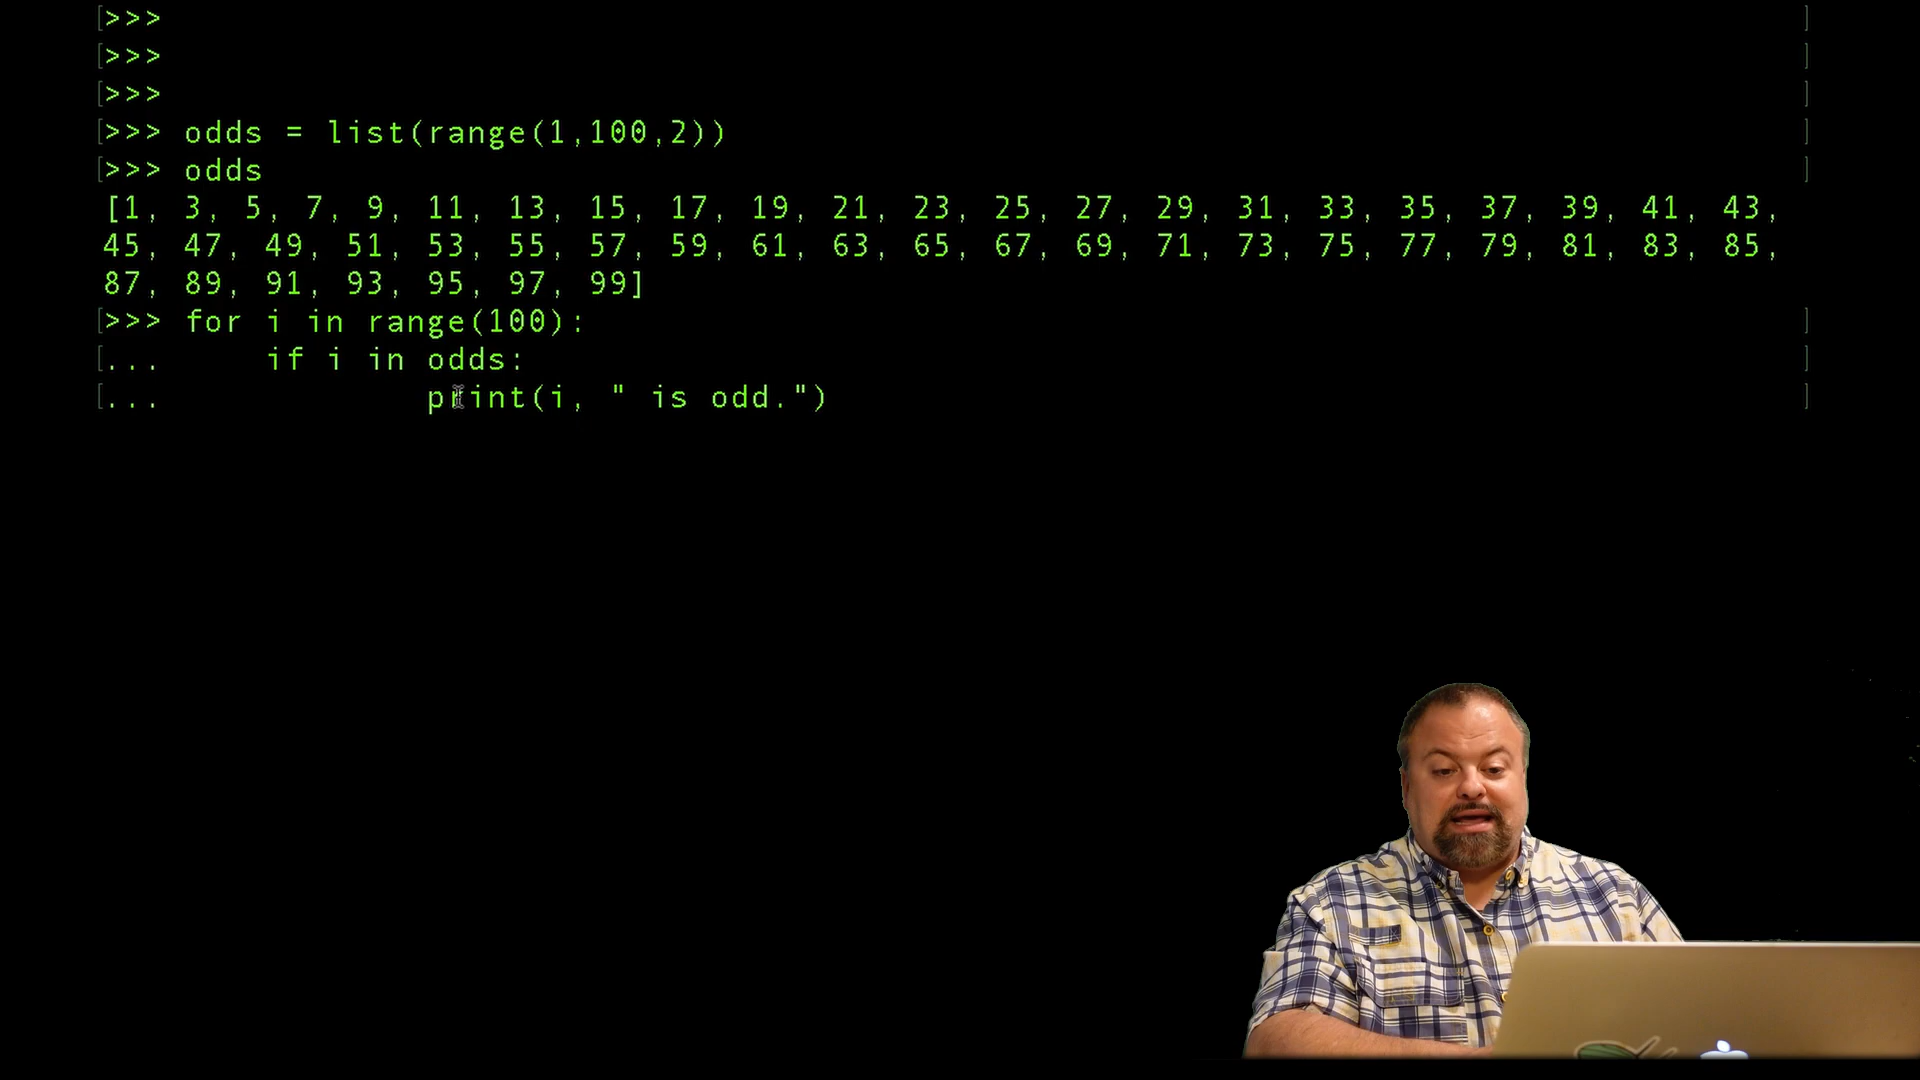 >>>
>>>
>>>
>>> odds = list(range(1,100,2))
>>> odds
[1, 3, 5, 7, 9, 11, 13, 15, 17, 19, 21, 23, 25, 27, 29, 31, 33, 35, 37, 39, 41, 43,
45, 47, 49, 51, 53, 55, 57, 59, 61, 63, 65, 67, 69, 71, 73, 75, 77, 79, 81, 83, 85,
87, 89, 91, 93, 95, 97, 99]
>>> for i in range(100):
...     if i in odds:
...             print(i, " is odd.")